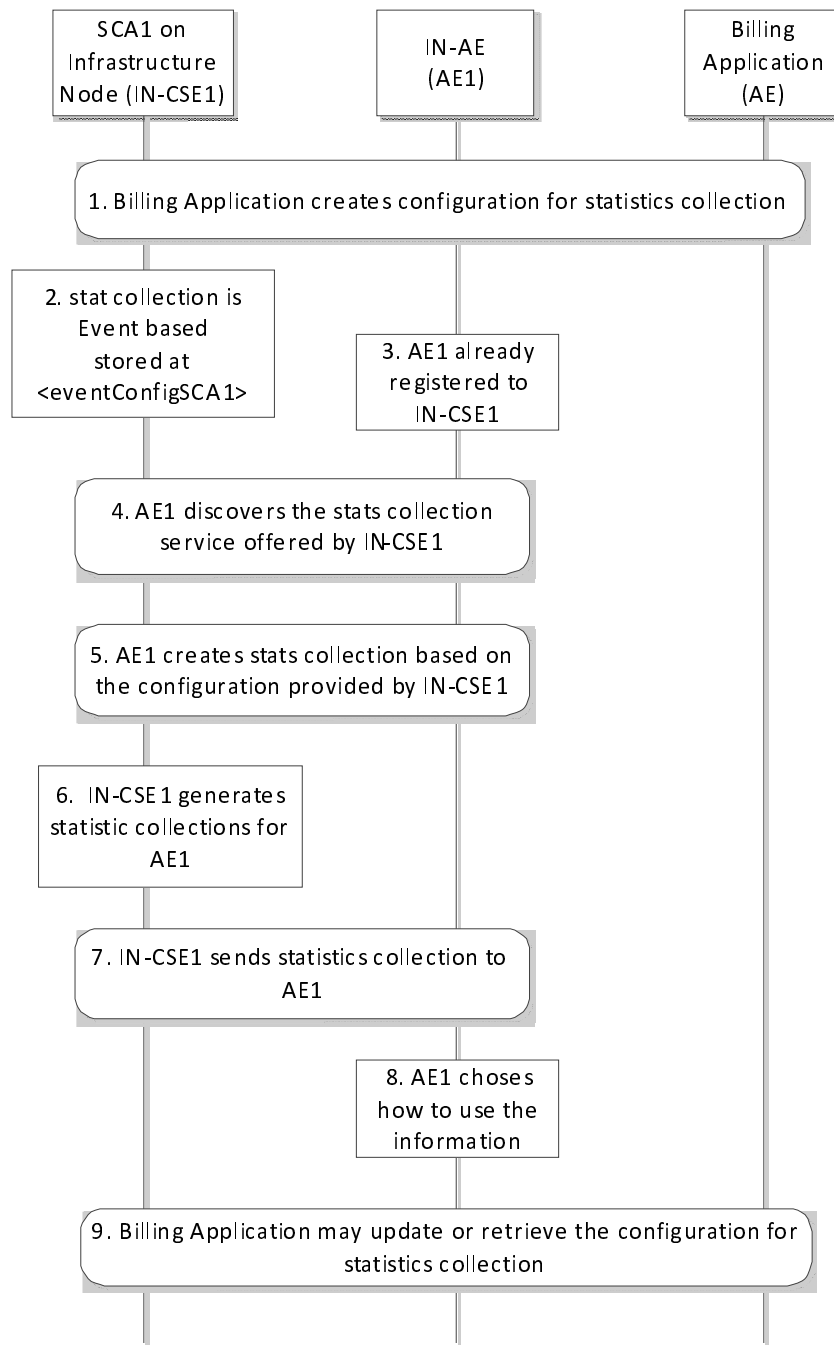 SCA1 on
Infrastructure
Node (IN-CSE1)
IN-AE
(AE1)
Billing
Application
(AE)
1. Billing Application creates configuration for statistics collection
2. stat collection is
Event based
stored at
<eventConfigSCA1>
3. AE1 already
registered to
IN-CSE1
4. AE1 discovers the stats collection
service offered by IN-CSE1
5. AE1 creates stats collection based on
the configuration provided by IN-CSE1
6. IN-CSE1 generates
statistic collections for
AE1
7. IN-CSE1 sends statistics collection to
AE1
8. AE1 choses
how to use the
information
9. Billing Application may update or retrieve the configuration for
statistics collection